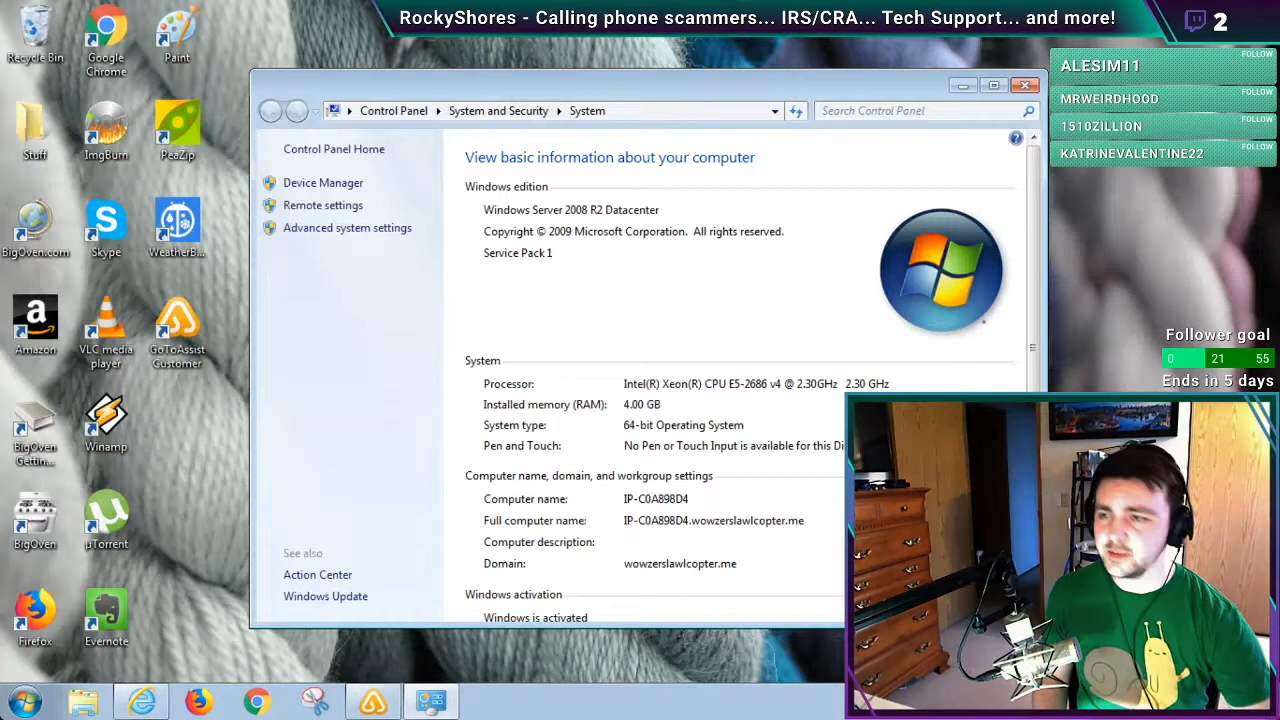 RockyShores - Calling phone scammers... IRS/CRA... Tech Support... and more!
2
ALESIM11
FOLLOW
MRWEIRDHOOD
FOLLOW
1510ZILLION
FOLLOW
KATRINEVALENTINE22
FOLLOW
Follower goal
0 21 55
Ends in 5 days
Recycle Bin
Google Chrome
Paint
Stuff
ImgBurn
PeaZip
BigOven.com
Skype
WeatherB...
Amazon
VLC media player
GoToAssist Customer
BigOven Gettin...
Winamp
BigOven
µTorrent
Firefox
Evernote
Control Panel
System and Security
System
Search Control Panel
Control Panel Home
Device Manager
Remote settings
Advanced system settings
See also
Action Center
Windows Update
View basic information about your computer
Windows edition
Windows Server 2008 R2 Datacenter
Copyright © 2009 Microsoft Corporation. All rights reserved.
Service Pack 1
System
Processor: Intel(R) Xeon(R) CPU E5-2686 v4 @ 2.30GHz 2.30 GHz
Installed memory (RAM): 4.00 GB
System type: 64-bit Operating System
Pen and Touch: No Pen or Touch Input is available for this Di
Computer name, domain, and workgroup settings
Computer name: IP-C0A898D4
Full computer name: IP-C0A898D4.wowzerslawlcopter.me
Computer description:
Domain: wowzerslawlcopter.me
Windows activation
Windows is activated